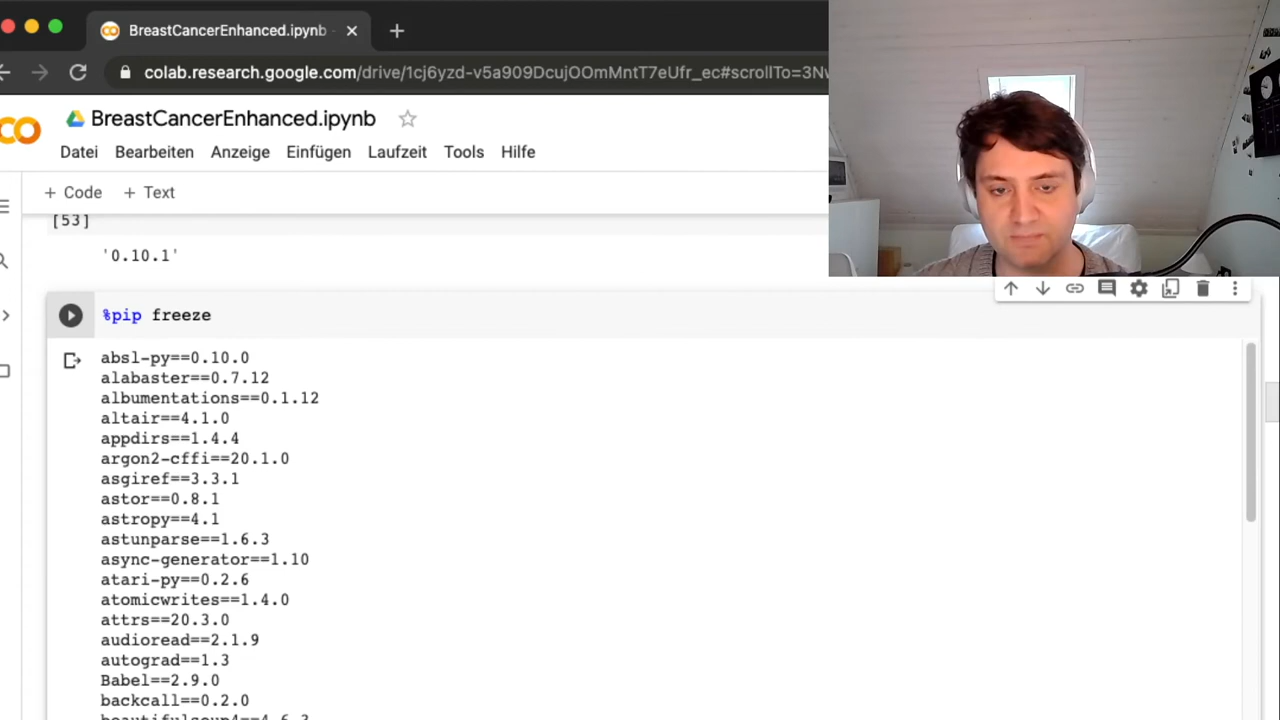 BreastCancerEnhanced.ipynb
colab.research.google.com/drive/1cj6yzd-v5a909DcujOOmMntT7eUfr_ec#scrollTo=3N
BreastCancerEnhanced.ipynb
Datei Bearbeiten Anzeige Einfügen Laufzeit Tools Hilfe
+ Code + Text
[53]
'0.10.1'
%pip freeze
absl-py==0.10.0
alabaster==0.7.12
albumentations==0.1.12
altair==4.1.0
appdirs==1.4.4
argon2-cffi==20.1.0
asgiref==3.3.1
astor==0.8.1
astropy==4.1
astunparse==1.6.3
async-generator==1.10
atari-py==0.2.6
atomicwrites==1.4.0
attrs==20.3.0
audioread==2.1.9
autograd==1.3
Babel==2.9.0
backcall==0.2.0
beautifulsoup4==4.6.3